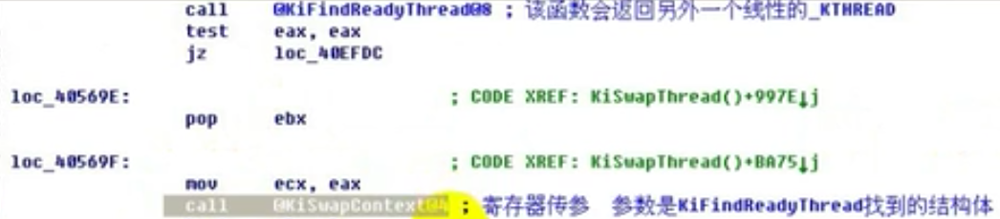 call @KiFindReadyThread@8 ; 该函数会返回另外一个线性的_KTHREAD
test eax, eax
jz loc_40EFDC
loc_40569E: ; CODE XREF: KiSwapThread()+997E↓j
pop ebx
loc_40569F: ; CODE XREF: KiSwapThread()+BA75↓j
mov ecx, eax
call @KiSwapContext@4 ; 寄存器传参 参数是KiFindReadyThread找到的结构体